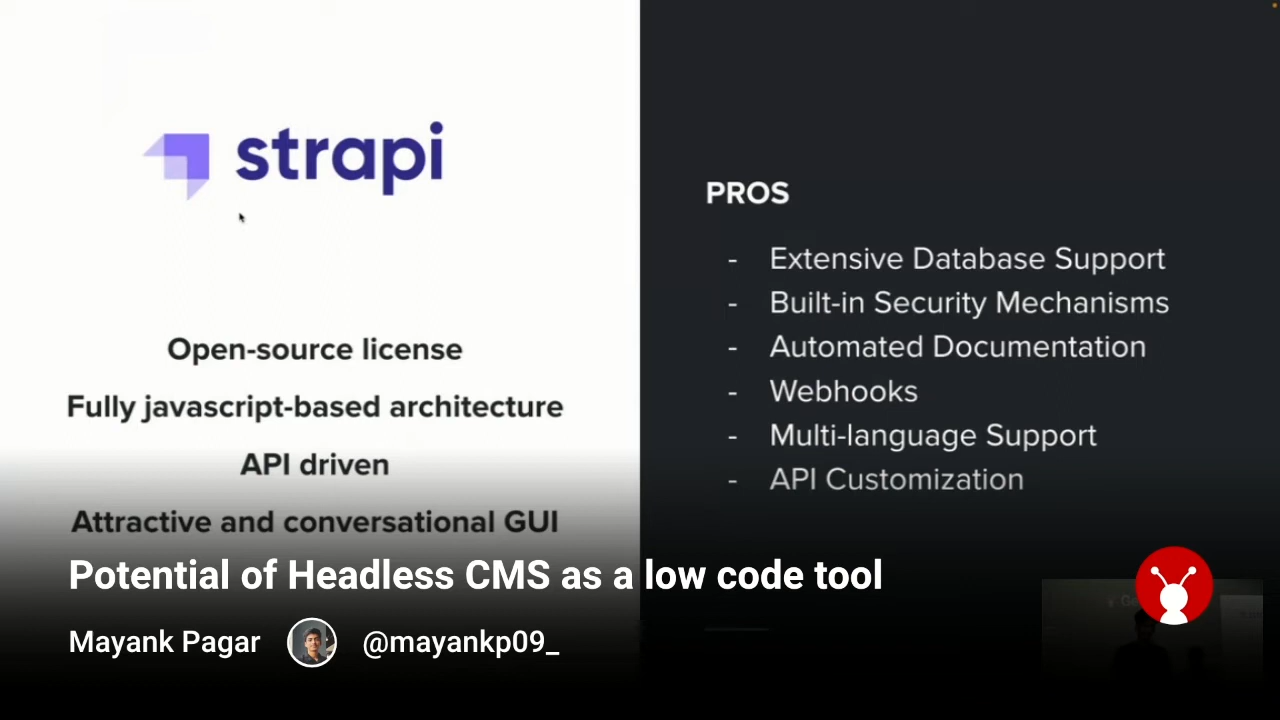 strapi
Open-source license
Fully javascript-based architecture
API driven
Attractive and conversational GUI
PROS
- Extensive Database Support
- Built-in Security Mechanisms
- Automated Documentation
- Webhooks
- Multi-language Support
- API Customization
Potential of Headless CMS as a low code tool
Mayank Pagar @mayankp09_